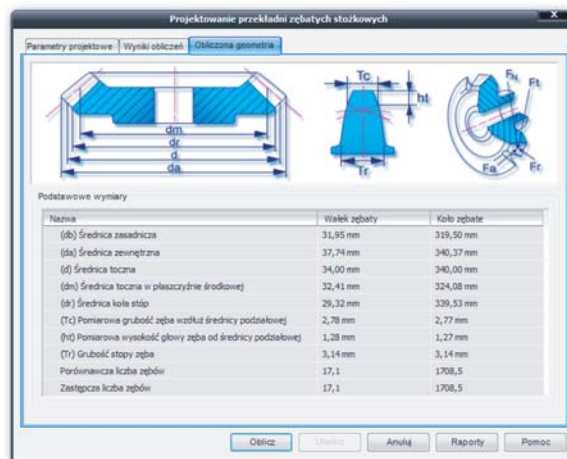 Projektowanie przekładni zębatych stożkowych
X
Parametry projektowe Wyniki obliczeń Obliczona geometria
dm
dr
d
da
Tc
ht
Tr
FN
Ft
Fa
Fr
Podstawowe wymiary
Nazwa Wałek zębaty Koło zębate
(db) Średnica zasadnicza 31,95 mm 319,50 mm
(da) Średnica zewnętrzna 37,74 mm 340,37 mm
(d) Średnica toczna 34,00 mm 340,00 mm
(dm) Średnica toczna w płaszczyźnie środkowej 32,41 mm 324,08 mm
(dr) Średnica koła stóp 29,32 mm 339,53 mm
(Tc) Pomiarowa grubość zęba wzdłuż średnicy podziałowej 2,78 mm 2,77 mm
(ht) Pomiarowa wysokość głowy zęba od średnicy podziałowej 1,28 mm 1,27 mm
(Tr) Grubość stopy zęba 3,14 mm 3,14 mm
Porównawcza liczba zębów 17,1 1708,5
Zastępcza liczba zębów 17,1 1708,5
Oblicz Utwórz Anuluj Raporty Pomoc